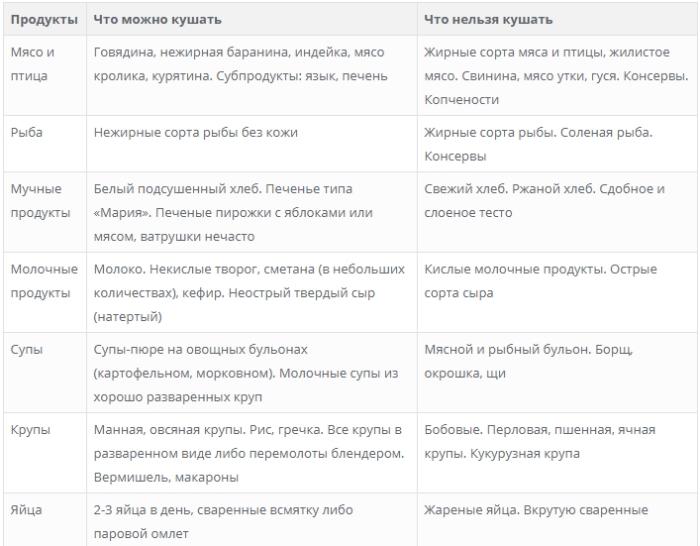 Продукты Что можно кушать Что нельзя кушать
Мясо и птица
Говядина, нежирная баранина, индейка, мясо
кролика, курятина. Субпродукты: язык, печень
Жирные сорта мяса и птицы, жилистое
мясо. Свинина, мясо утки, гуся. Консервы.
Копчености
Рыба
Нежирные сорта рыбы без кожи
Жирные сорта рыбы. Соленая рыба.
Консервы
Мучные
продукты
Белый подсушенный хлеб. Печенье типа
«Мария». Печеные пирожки с яблоками или
мясом, ватрушки нечасто
Свежий хлеб. Ржаной хлеб. Сдобное и
слоеное тесто
Молочные
продукты
Молоко. Некислые творог, сметана (в небольших
количествах), кефир. Неострый твердый сыр
(натертый)
Кислые молочные продукты. Острые
сорта сыра
Супы
Супы-пюре на овощных бульонах
(картофельном, морковном). Молочные супы из
хорошо разваренных круп
Мясной и рыбный бульон. Борщ,
окрошка, щи
Крупы
Манная, овсяная крупы. Рис, гречка. Все крупы в
разваренном виде либо перемолоты блендером.
Вермишель, макароны
Бобовые. Перловая, пшенная, ячная
крупы. Кукурузная крупа
Яйца
2-3 яйца в день, сваренные всмятку либо
паровой омлет
Жареные яйца. Вкрутую сваренные